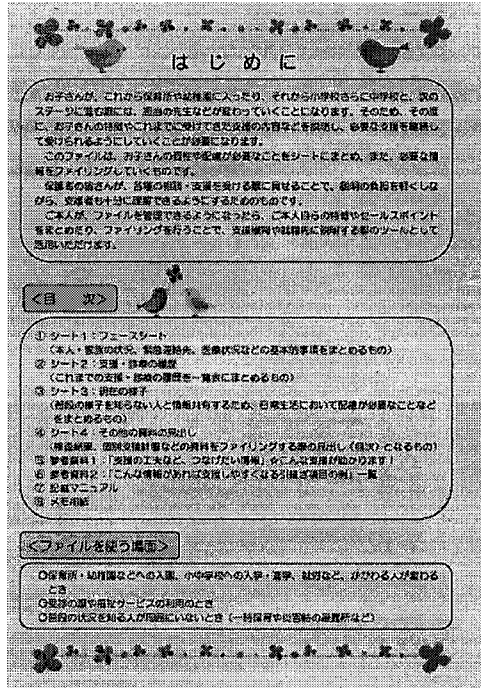 はじめに
お子さんが、これから保育所や幼稚園に入ったり、それから小学校さらに中学校と、次の
ステージに進む際には、担当の先生などが変わっていくことになります。そのため、その度
に、お子さんの特徴やこれまでに受けてきた支援の内容などを説明し、必要な支援を継続し
て受けられるようにしていくことが必要になります。
このファイルは、お子さんの個性や配慮が必要なことをシートにまとめ、また、必要な情
報をファイリングしていくものです。
保護者の皆さんが、各種の相談・支援を受ける際に見せることで、説明の負担を軽くしな
がら、支援者も十分に理解できるようにするためのものです。
ご本人が、ファイルを管理できるようになったら、ご本人自らの特徴やセールスポイント
をまとめたり、ファイリングを行うことで、支援機関や就職先に説明する際のツールとして
活用いただけます。
<目 次>
① シート1:フェースシート
(本人・家族の状況、緊急連絡先、医療状況などの基本的事項をまとめるもの)
② シート2:支援・診療の履歴
(これまでの支援・診療の履歴を一覧表にまとめるもの)
③ シート3:現在の様子
(普段の様子を知らない人と情報共有するため、日常生活において配慮が必要なことなど
をまとめるもの)
④ シート4:その他の資料の見出し
(検査結果、個別支援計画などの資料をファイリングする際の見出し(目次)となるもの)
⑤ 参考資料1:「支援の工夫など、つなげたい情報」☆こんな支援が助かります!
⑥ 参考資料2:「こんな情報があれば支援しやすくなる引継ぎ項目の例」一覧
⑦ 記載マニュアル
⑧ メモ用紙
<ファイルを使う場面>
○保育所・幼稚園などへの入園、小中学校への入学・進学、就労など、かかわる人が変わる
とき
○受診の際や福祉サービスの利用のとき
○普段の状況を知る人が周囲にいないとき(一時保育や災害時の避難所など)